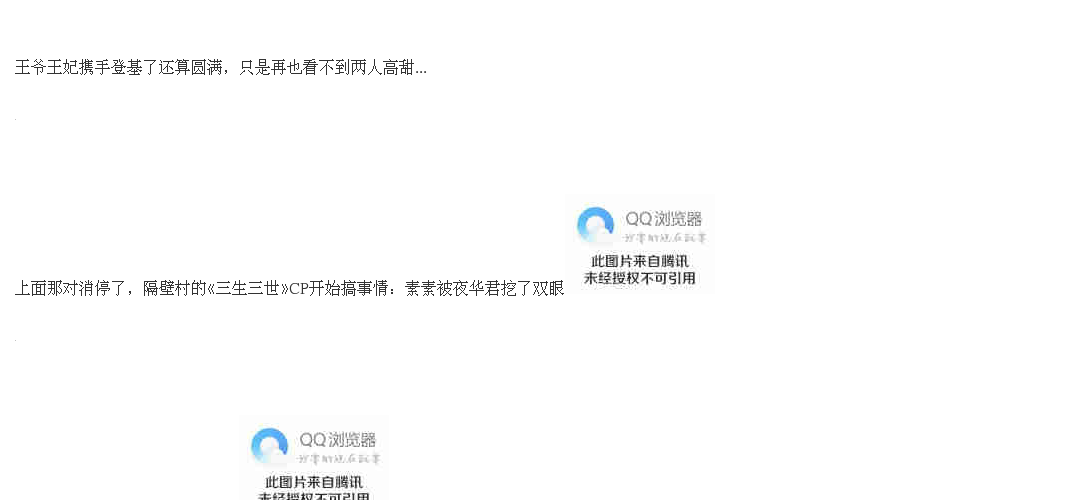 王爷王妃携手登基了还算圆满，只是再也看不到两人高甜...
QQ浏览器
此图片来自腾讯
未经授权不可引用
上面那对消停了，隔壁村的«三生三世»CP开始搞事情：素素被夜华君挖了双眼
QQ浏览器
此图片来自腾讯
未经授权不可引用